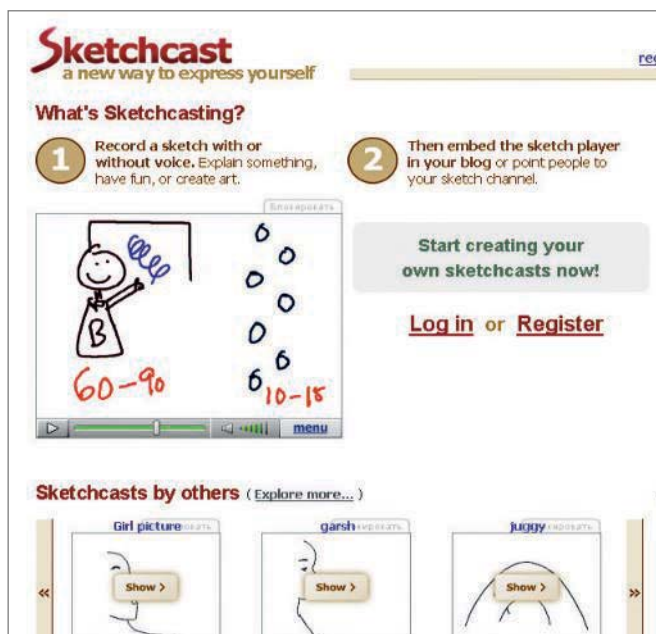 Sketchcast
a new way to express yourself
What's Sketchcasting?
1
Record a sketch with or
without voice. Explain something,
have fun, or create art.
2
Then embed the sketch player
in your blog or point people to
your sketch channel.
Блокировать
B
60-90
10-18
menu
Start creating your
own sketchcasts now!
Log in or Register
Sketchcasts by others (Explore more... )
Girl picture
garsh
juggy
«
Show >
Show >
Show >
»